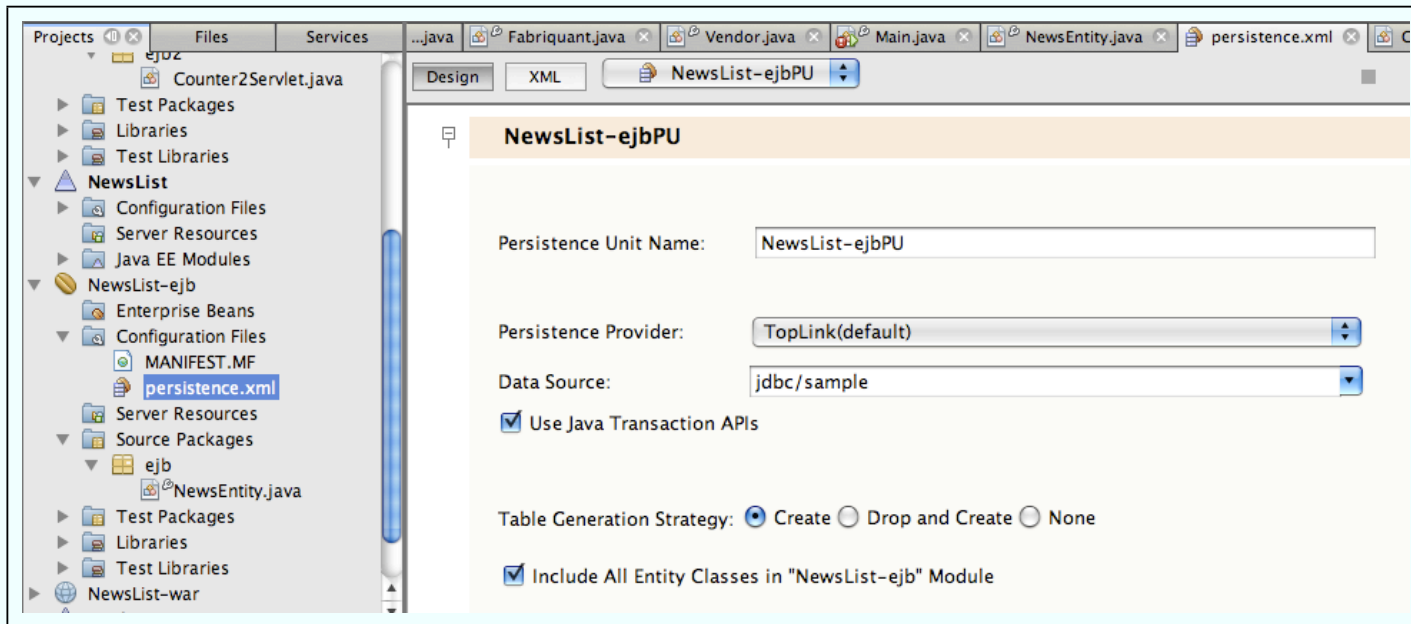 Projects Files Services
...java Fabriquant.java Vendor.java Main.java NewsEntity.java persistence.xml C
ejb2
Counter2Servlet.java
Test Packages
Libraries
Test Libraries
NewsList
Configuration Files
Server Resources
Java EE Modules
NewsList-ejb
Enterprise Beans
Configuration Files
MANIFEST.MF
persistence.xml
Server Resources
Source Packages
ejb
NewsEntity.java
Test Packages
Libraries
Test Libraries
NewsList-war
Design XML NewsList-ejbPU
NewsList-ejbPU
Persistence Unit Name: NewsList-ejbPU
Persistence Provider: TopLink(default)
Data Source: jdbc/sample
Use Java Transaction APIs
Table Generation Strategy: Create Drop and Create None
Include All Entity Classes in "NewsList-ejb" Module